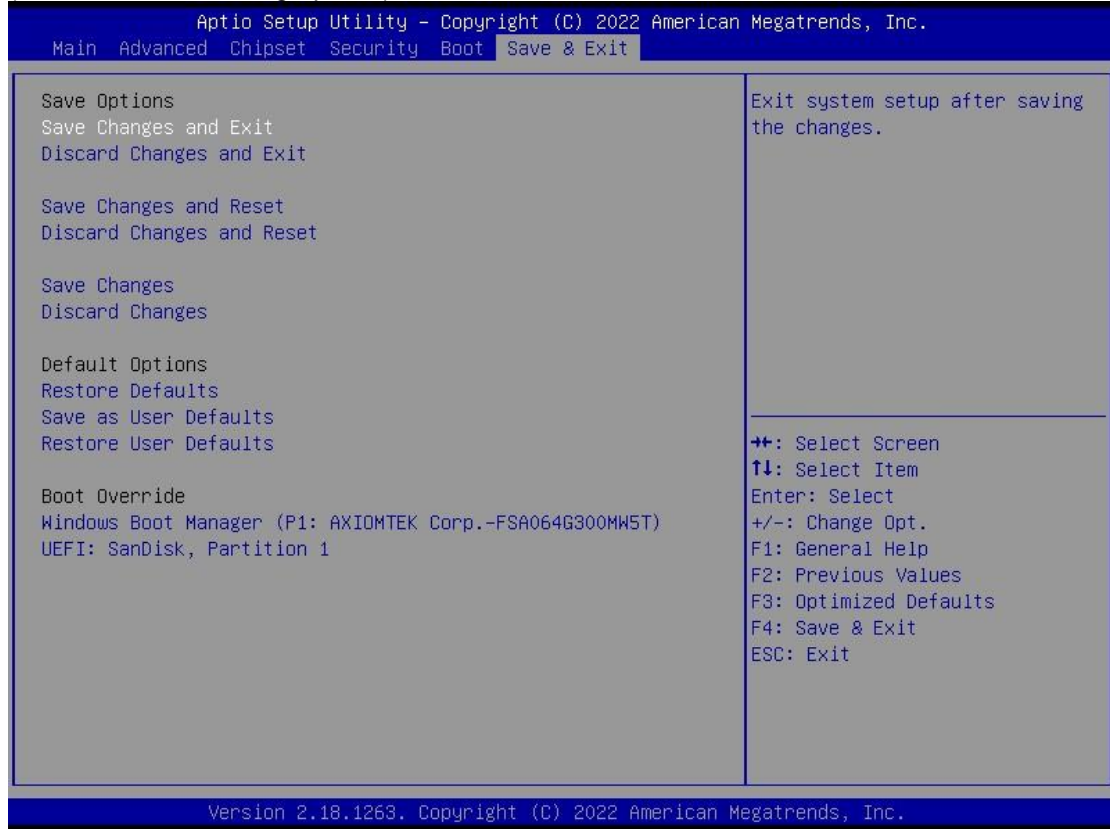 Aptio Setup Utility – Copyright (C) 2022 American Megatrends, Inc.
Main Advanced Chipset Security Boot Save & Exit
Save Options
Save Changes and Exit
Discard Changes and Exit
Save Changes and Reset
Discard Changes and Reset
Save Changes
Discard Changes
Default Options
Restore Defaults
Save as User Defaults
Restore User Defaults
Boot Override
Windows Boot Manager (P1: AXIOMTEK Corp.-FSA064G300MW5T)
UEFI: SanDisk, Partition 1
Exit system setup after saving
the changes.
→←: Select Screen
↑↓: Select Item
Enter: Select
+/-: Change Opt.
F1: General Help
F2: Previous Values
F3: Optimized Defaults
F4: Save & Exit
ESC: Exit
Version 2.18.1263. Copyright (C) 2022 American Megatrends, Inc.